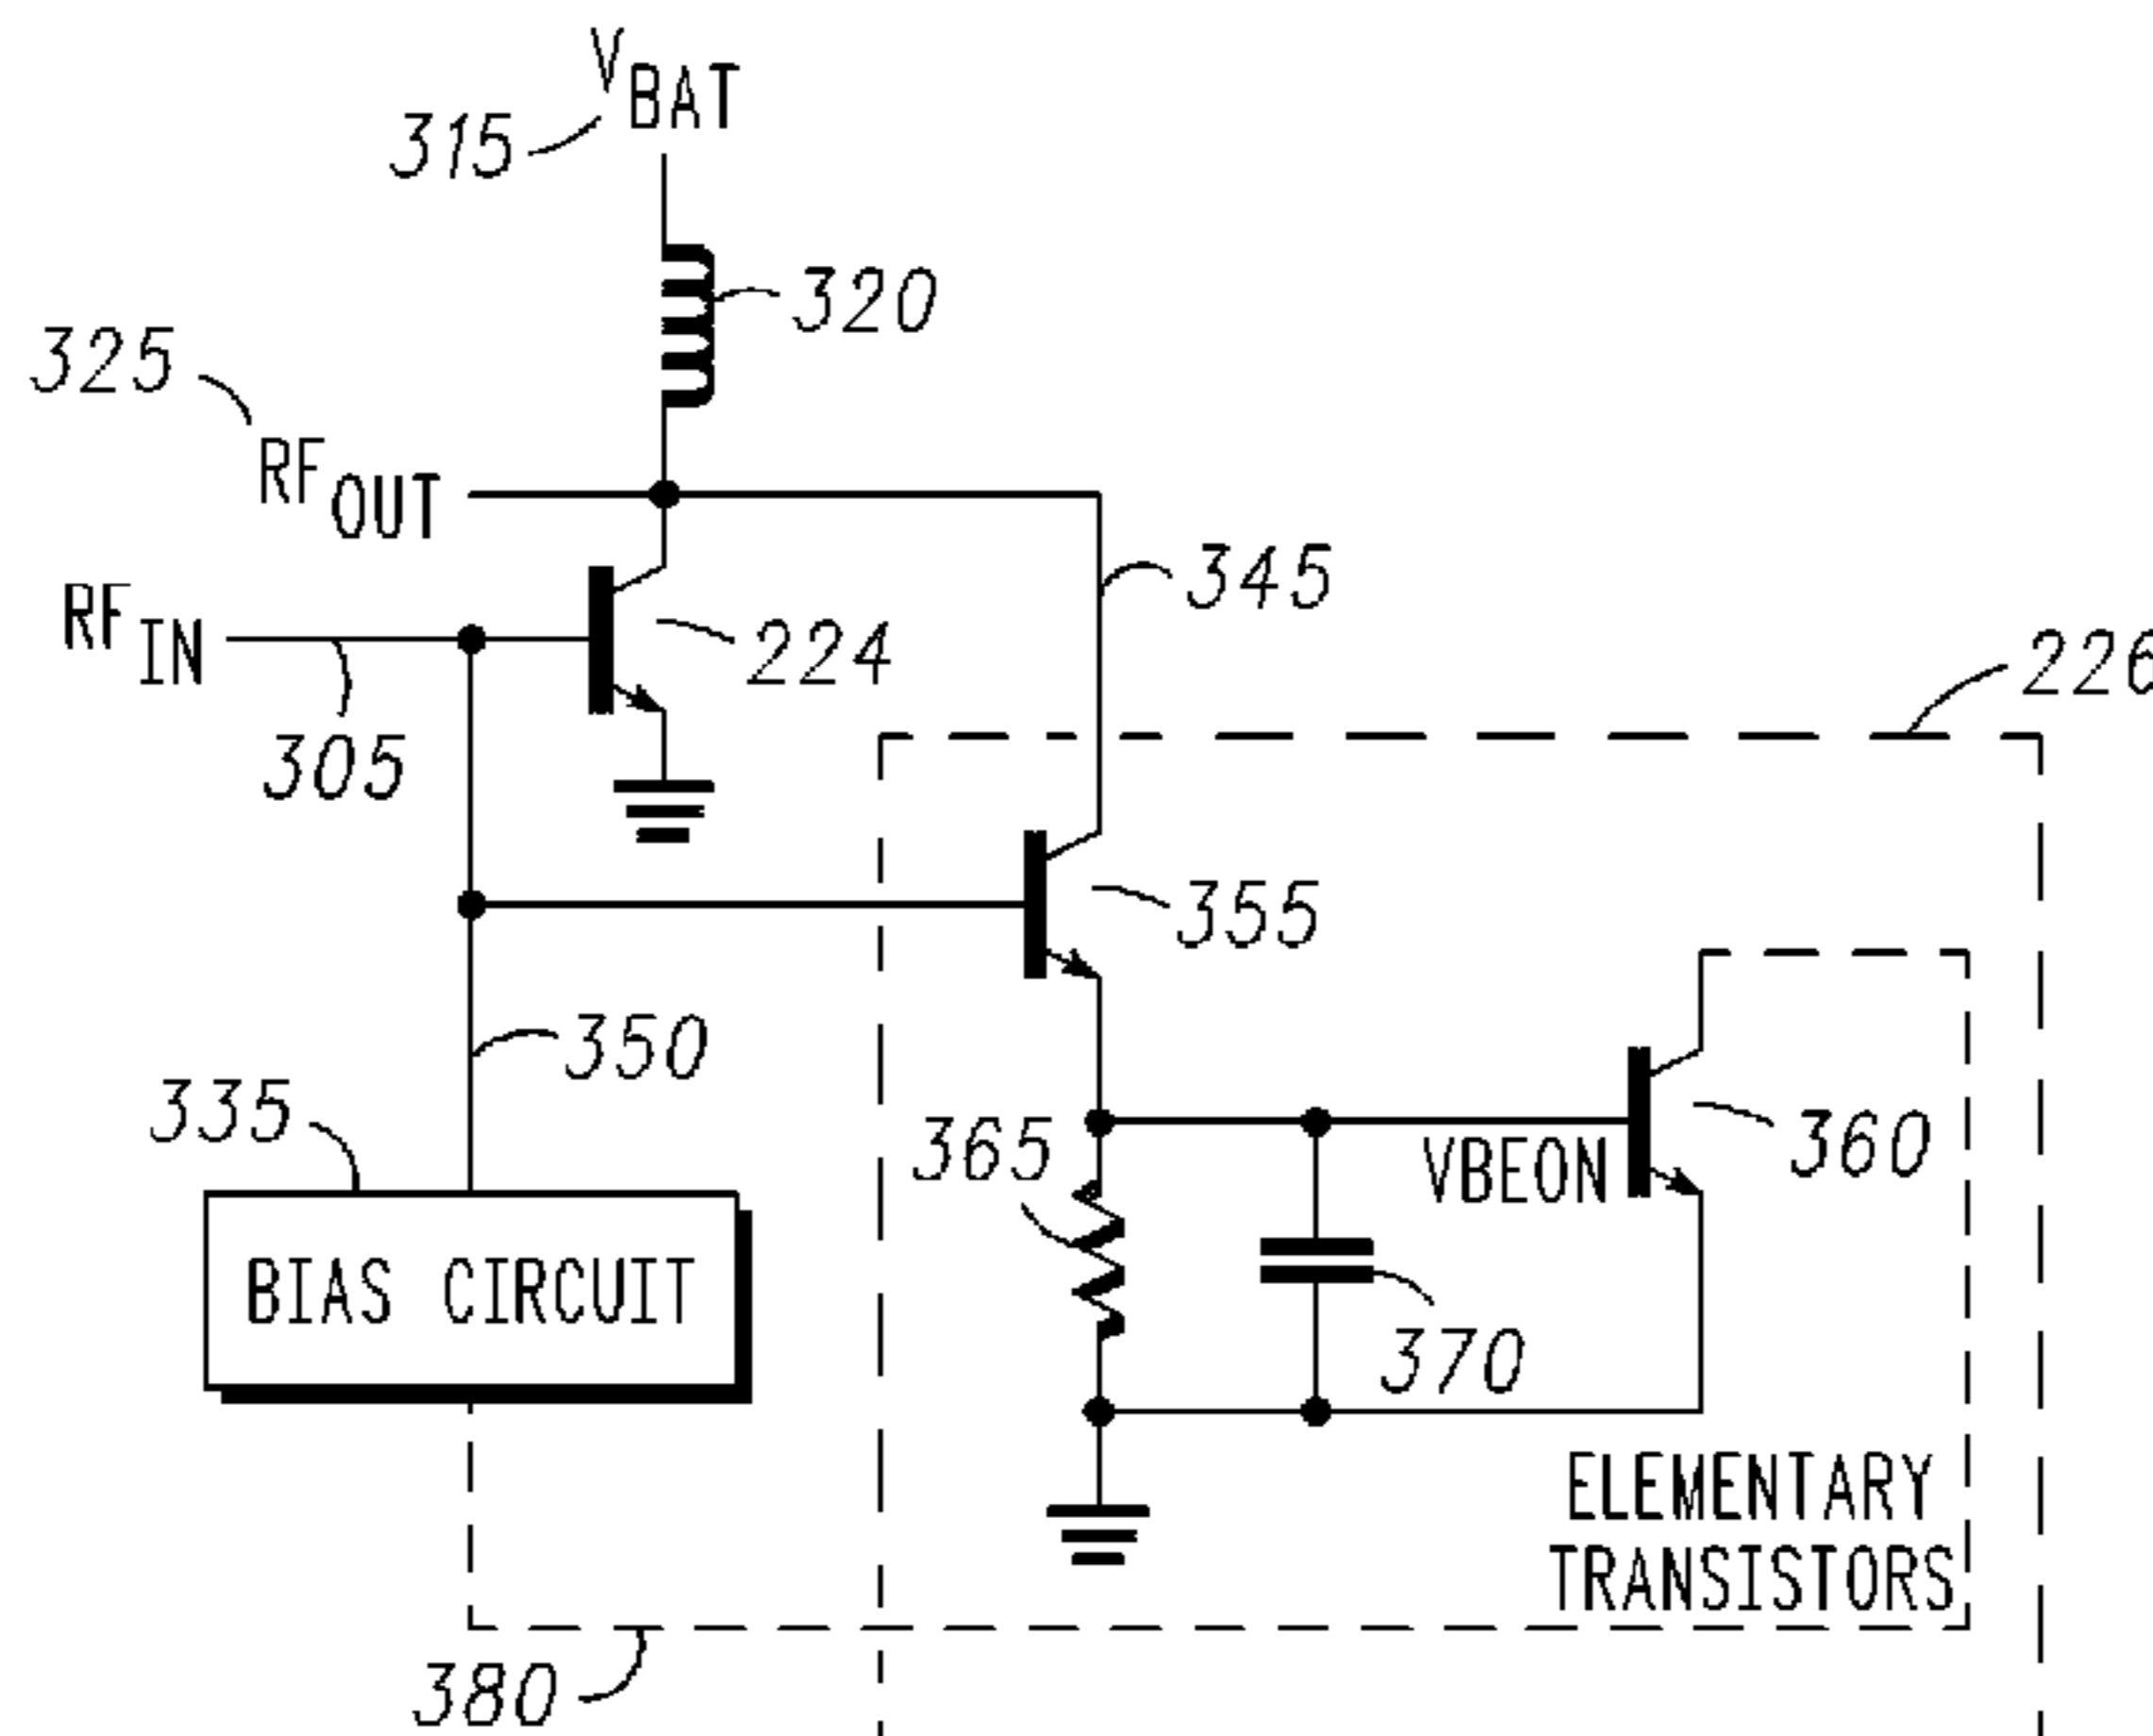 VBAT
315
320
325
RFOUT
345
RFIN
224
226
305
355
350
335
365
VBEON
360
BIAS CIRCUIT
370
ELEMENTARY
TRANSISTORS
380